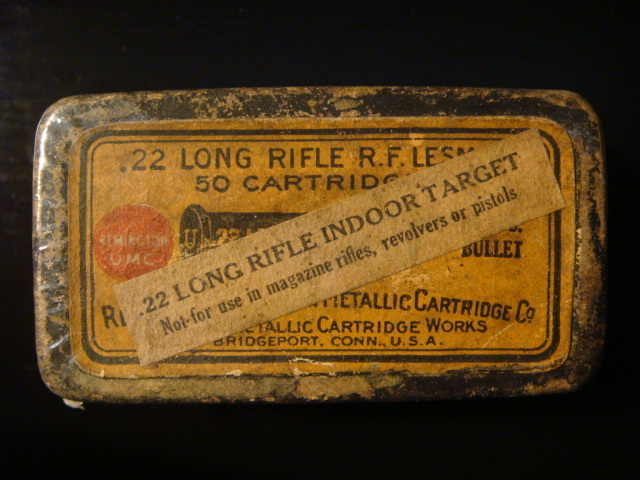 .22 LONG RIFLE R.F. LESM
50 CARTRIDG
REMINGTON
UMC
U
BULLET
.22 LONG RIFLE INDOOR TARGET
Not for use in magazine rifles, revolvers or pistols
METALLIC CARTRIDGE Co.
METALLIC CARTRIDGE WORKS
BRIDGEPORT, CONN., U.S.A.